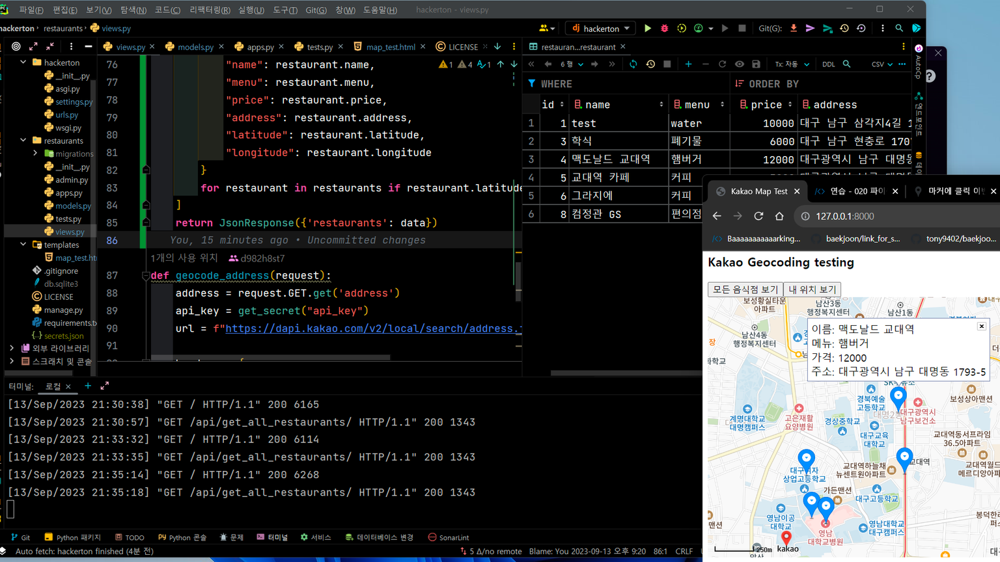 파일(F) 편집(E) 보기(V) 탐색(N) 코드(C) 리팩터링(R) 실행(U) 도구(T) Git(G) 창(W) 도움말(H) hackerton - views.py
hackerton restaurants views.py
hackerton Git(G):
views.py models.py apps.py tests.py map_test.html LICENSE
restauran...restaurant
hackerton
__init__.py
asgi.py
settings.py
urls.py
wsgi.py
restaurants
migrations
__init__.py
admin.py
apps.py
models.py
tests.py
views.py
templates
.gitignore
db.sqlite3
LICENSE
manage.py
secrets.json
외부 라이브러리
스크래치 및 콘솔
1 4 1
76 "name": restaurant.name,
77 "menu": restaurant.menu,
78 "price": restaurant.price,
79 "address": restaurant.address,
80 "latitude": restaurant.latitude,
81 "longitude": restaurant.longitude
82 }
83 for restaurant in restaurants if restaurant.latitude
84 ]
85 return JsonResponse({'restaurants': data})
86 You, 15 minutes ago • Uncommitted changes
1개의 사용 위치 d982h8st7
87 def geocode_address(request):
88 address = request.GET.get('address')
89 api_key = get_secret("api_key")
90 url = f"https://dapi.kakao.com/v2/local/search/address.
91
6 행 Tx: 자동 DDL CSV
WHERE ORDER BY
id name menu price address
1 1 test water 10000 대구 남구 삼각지4길 1
2 3 학식 폐기물 6000 대구 남구 현충로 170
3 4 맥도날드 교대역 햄버거 12000 대구광역시 남구 대명동
4 5 교대역 카페 커피
5 6 그라지에 커피
6 8 컴정관 GS 편의점
AutoCp
엔드포인트
터미널: 로컬
[13/Sep/2023 21:30:38] "GET / HTTP/1.1" 200 6165
[13/Sep/2023 21:30:57] "GET /api/get_all_restaurants/ HTTP/1.1" 200 1343
[13/Sep/2023 21:33:32] "GET / HTTP/1.1" 200 6114
[13/Sep/2023 21:33:35] "GET /api/get_all_restaurants/ HTTP/1.1" 200 1343
[13/Sep/2023 21:35:14] "GET / HTTP/1.1" 200 6268
[13/Sep/2023 21:35:18] "GET /api/get_all_restaurants/ HTTP/1.1" 200 1343
Git Python 패키지 TODO Python 콘솔 문제 터미널 서비스 데이터베이스 변경 SonarLint
Auto fetch: hackerton finished (4분 전) 5 Δ/no remote Blame: You 2023-09-13 오후 9:20 86:1 CRLF
Kakao Map Test 연습 - 020 파이 마커에 클릭 이벤
127.0.0.1:8000
Baaaaaaaaaaarking... baekjoon/link_for_s... tony9402/baekjoo...
Kakao Geocoding testing
모든 음식점 보기 내 위치 보기
이름: 맥도날드 교대역
메뉴: 햄버거
가격: 12000
주소: 대구광역시 남구 대명동 1793-5
보성황실타운
아파트
남산3동
행정복지센터
남산1동
남산4동
행정복지센터
경북예술
고등학교
보성상아맨션
계명대학교
대명캠퍼스
고은재활
요양병원
경상중학교
대구광역시
남구보건소
대구교육
대학교
교대역동서프라임
36.5아파트
교대역
대구여자
상업고등학교
교대역하늘채
뉴센트원아파트
교대역월드
메르디앙아파트
가든맨션
대구고등학교
영남이공
대학교
영남
대학교병원
영남대학교
대구캠퍼스
250m kakao